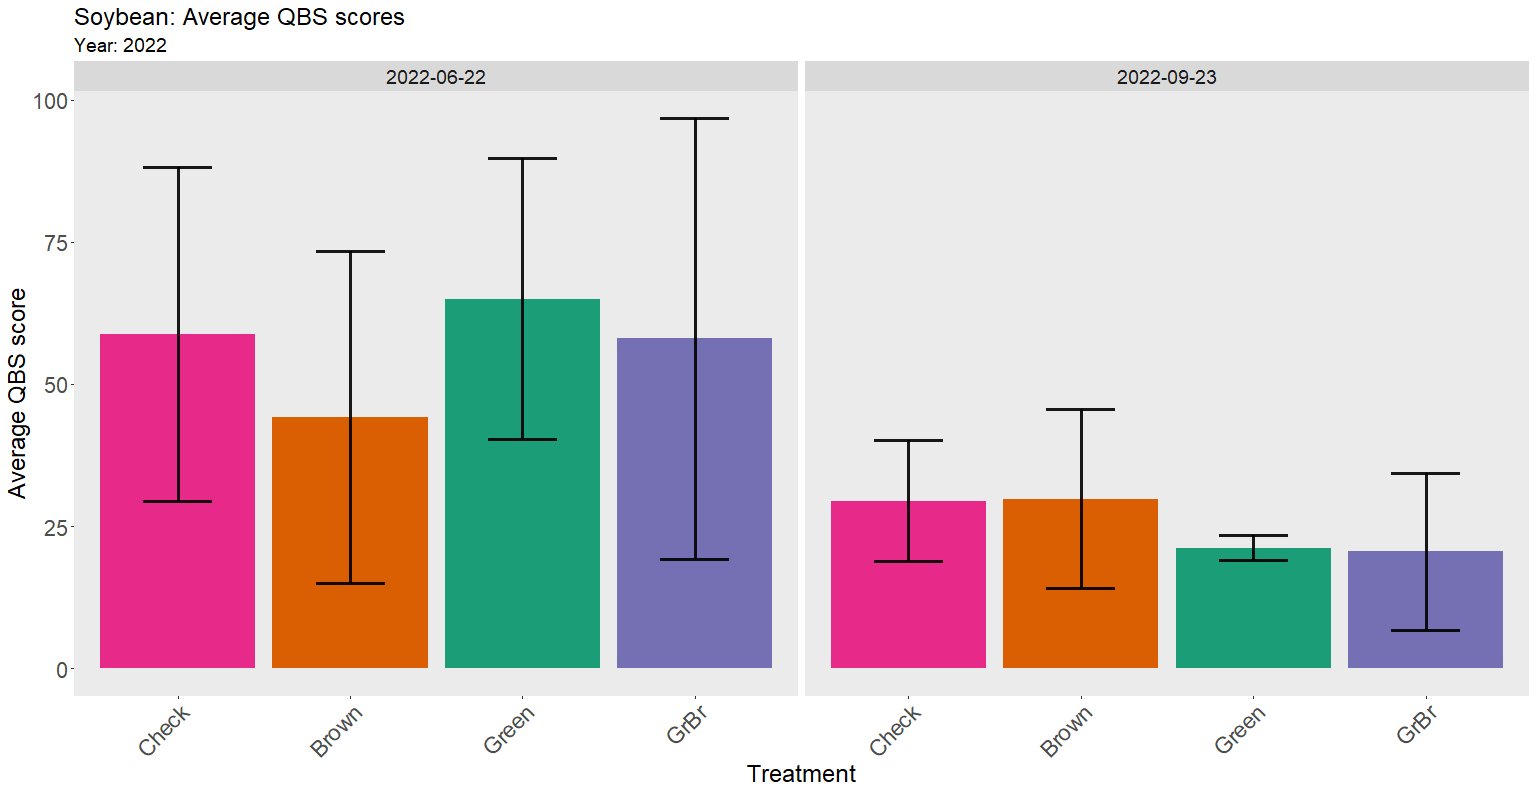 Soybean: Average QBS scores
Year: 2022
2022-06-22
2022-09-23
Average QBS score
100
75
50
25
0
Check
Brown
Green
GrBr
Check
Brown
Green
GrBr
Treatment